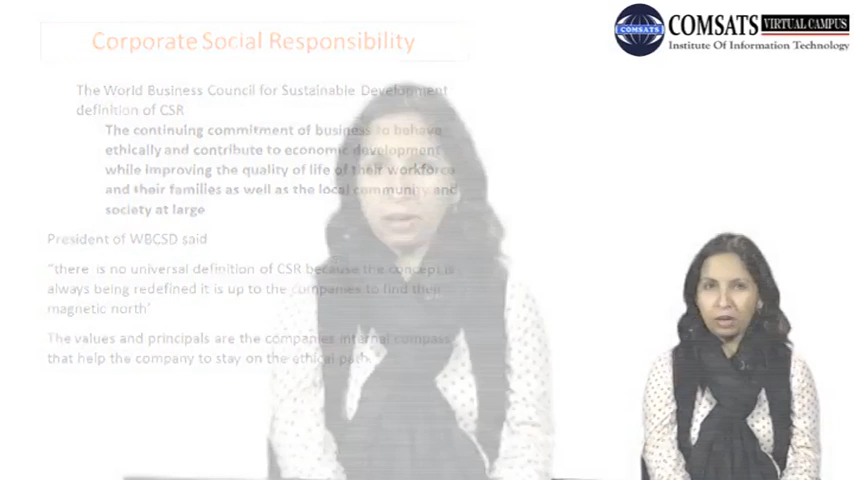 Corporate Social Responsibility
COMSATS VIRTUAL CAMPUS
COMSATS
Institute Of Information Technology
The World Business Council for Sustainable Development
definition of CSR
The continuing commitment of business to behave
ethically and contribute to economic development
while improving the quality of life of their workforce
and their families as well as the local community and
society at large
President of WBCSD said
"there is no universal definition of CSR because the concept is
always being redefined it is up to the companies to find their
magnetic north'
The values and principals are the companies internal compass
that help the company to stay on the ethical path.